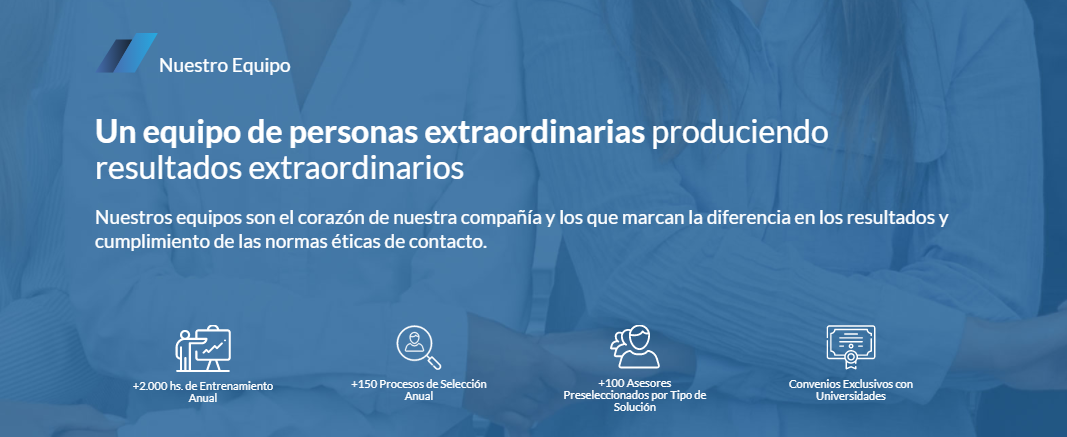 Nuestro Equipo
Un equipo de personas extraordinarias produciendo
resultados extraordinarios
Nuestros equipos son el corazón de nuestra compañía y los que marcan la diferencia en los resultados y
cumplimiento de las normas éticas de contacto.
+2.000 hs. de Entrenamiento
Anual
+150 Procesos de Selección
Anual
+100 Asesores
Preseleccionados por Tipo de
Solución
Convenios Exclusivos con
Universidades